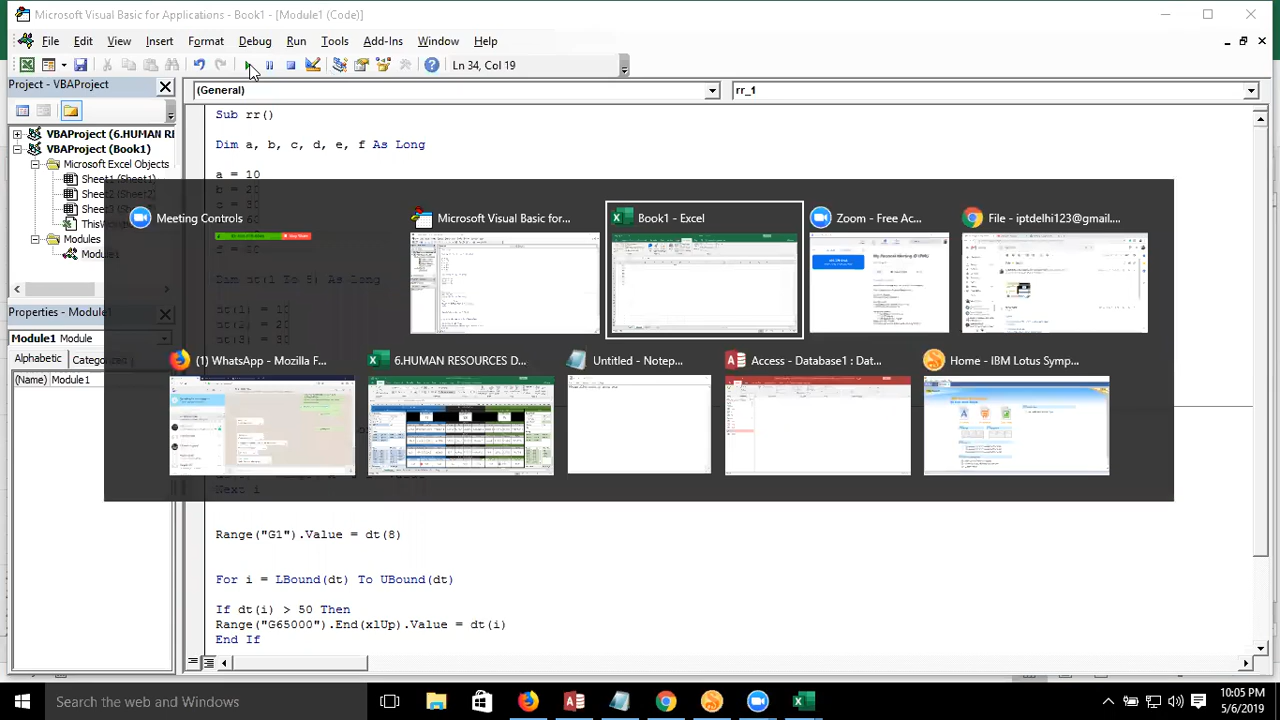 Microsoft Visual Basic for Applications - Book1 - [Module1 (Code)]
File Edit View Insert Format Debug Run Tools Add-Ins Window Help
Ln 34, Col 19
Project - VBAProject
(General)
rr_1
VBAProject (6.HUMAN RE
VBAProject (Book1)
Microsoft Excel Objects
Sheet1 (Sheet1)
Sheet2 (Sheet2)
Modules
Sub rr()
Dim a, b, c, d, e, f As Long
a = 10
Meeting Controls
Microsoft Visual Basic for...
Book1 - Excel
Zoom - Free Ac...
File - iptdelhi123@gmail....
(1) WhatsApp - Mozilla F...
6.HUMAN RESOURCES D...
Untitled - Notep...
Access - Database1 : Dat...
Home - IBM Lotus Symp...
Properties - Module1
Module1 Module
Alphabetic Categories
(Name) Module1
Next i
Range("G1").Value = dt(8)
For i = LBound(dt) To UBound(dt)
If dt(i) > 50 Then
Range("G65000").End(xlUp).Value = dt(i)
End If
Search the web and Windows
10:05 PM
5/6/2019